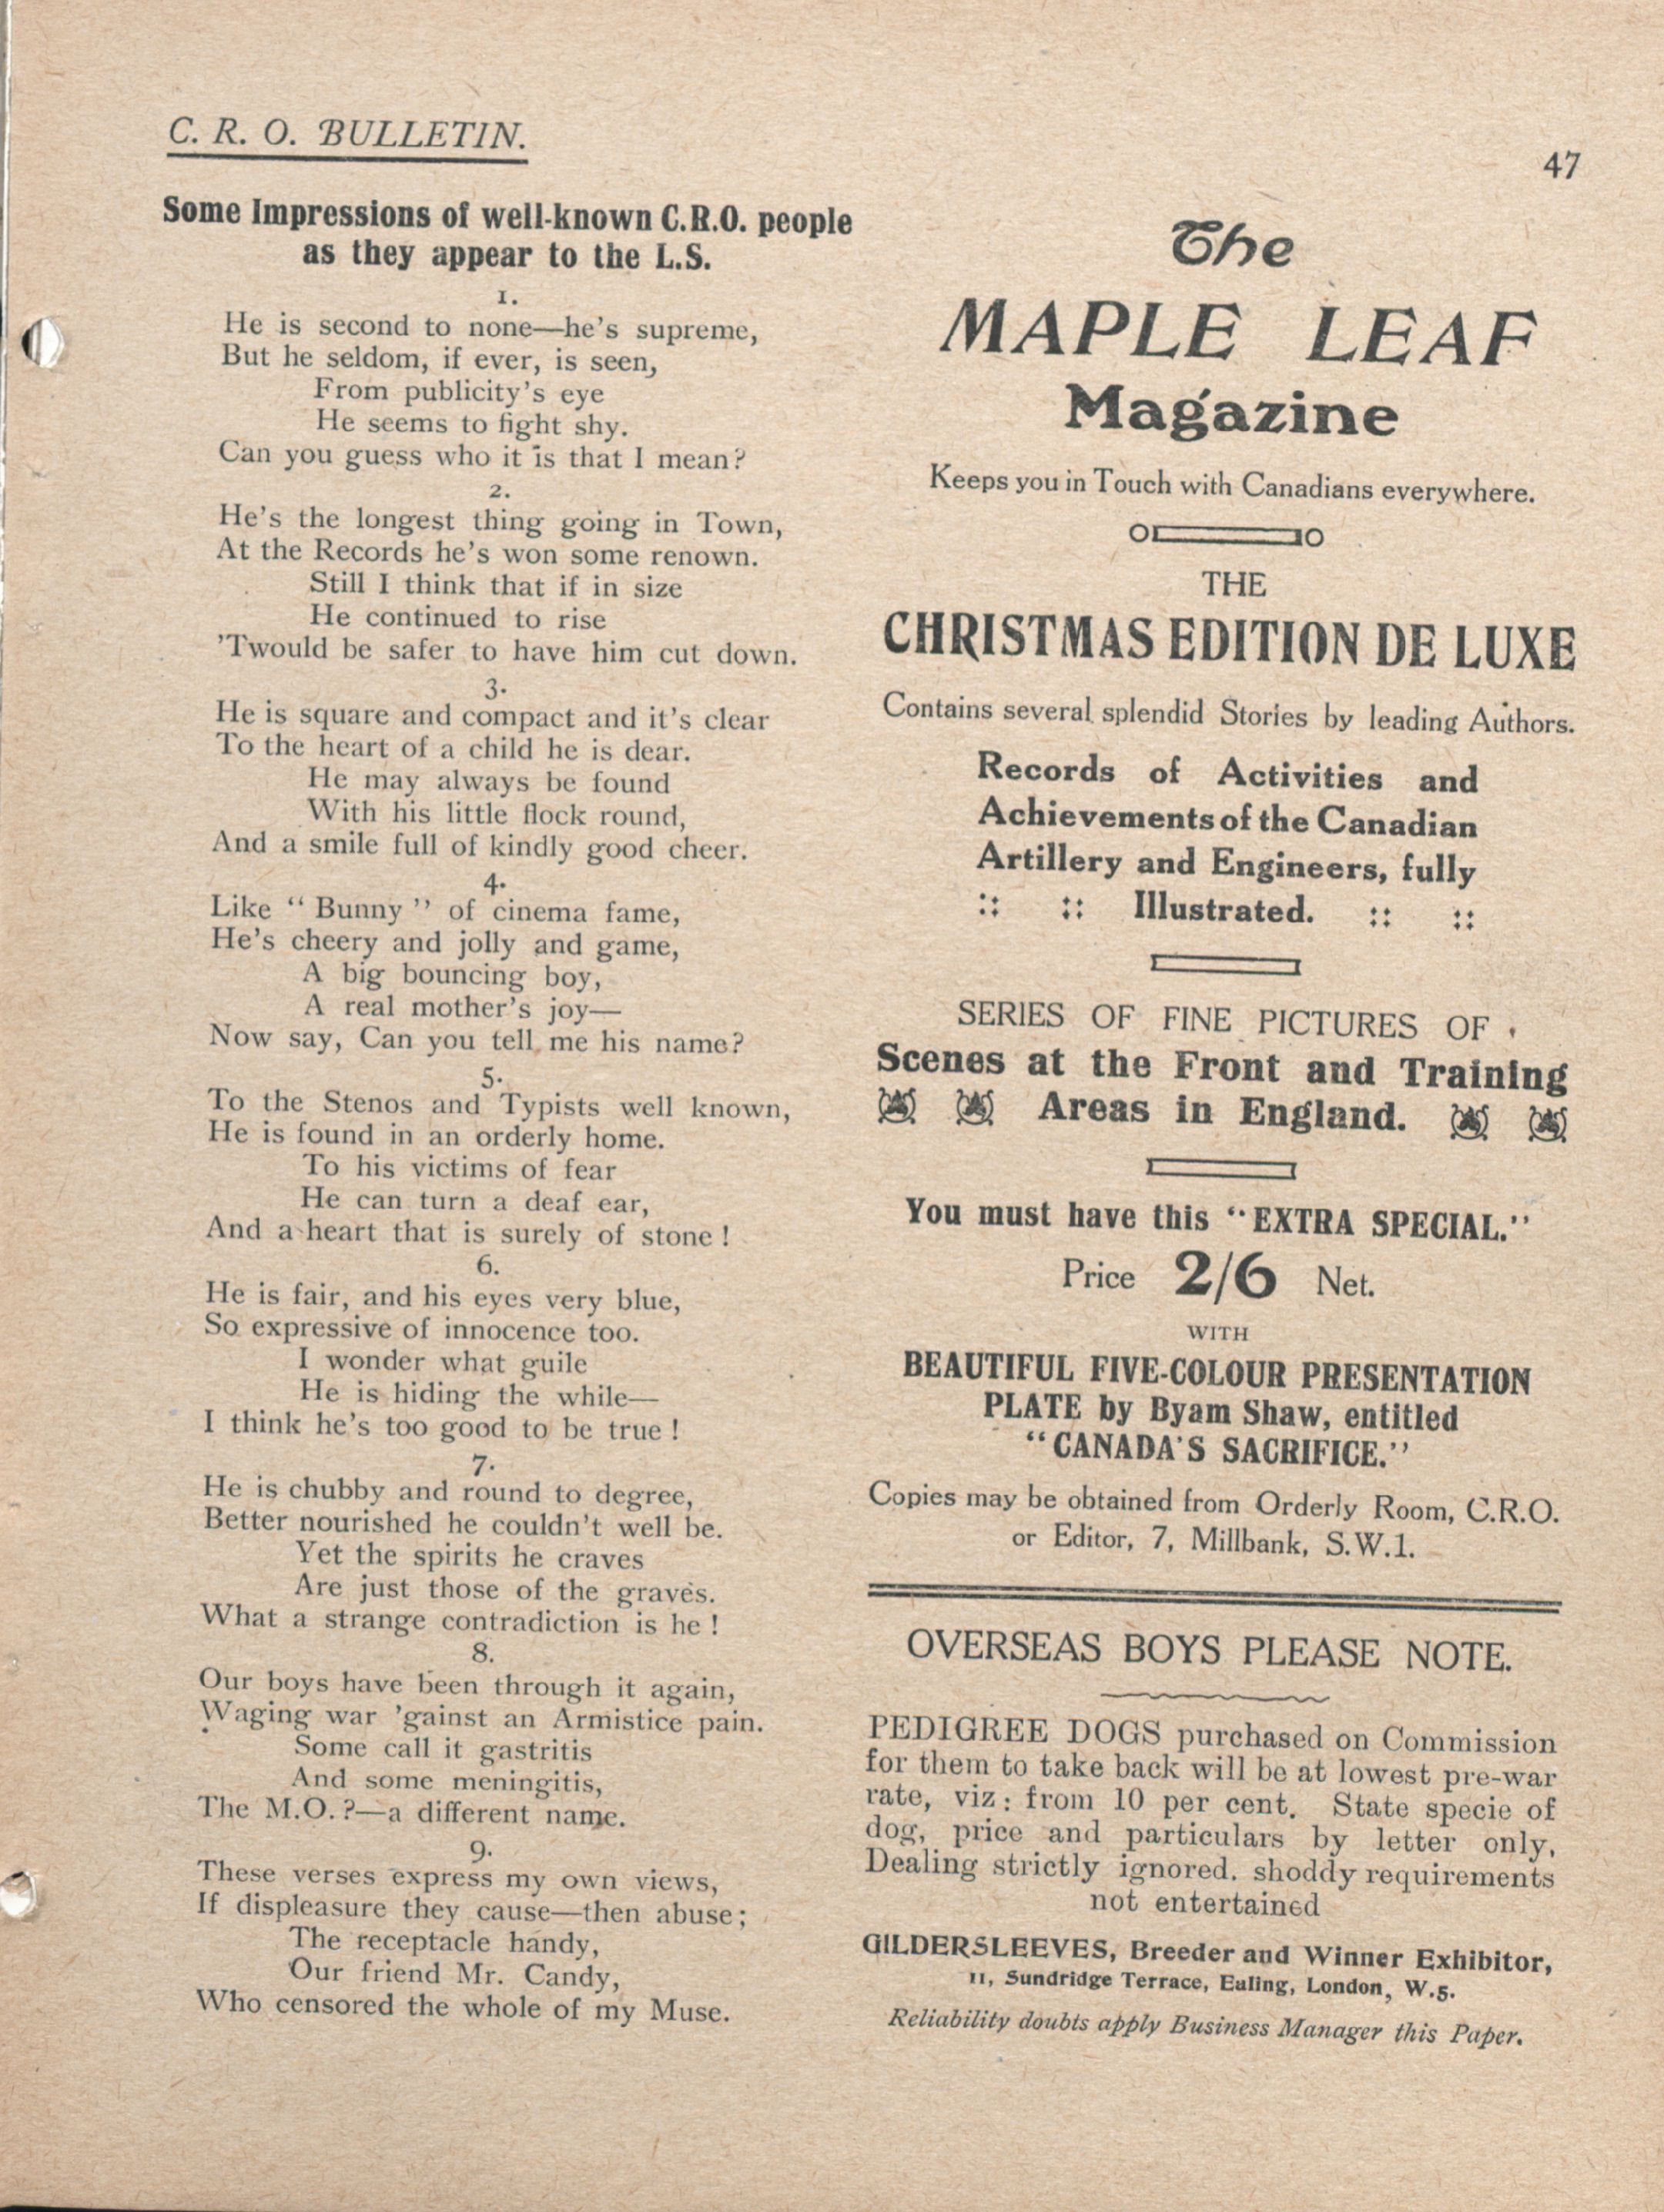 C. R. O. BULLETIN.
47
Some Impressions of well-known C.R.O. people
as they appear to the L.S.
1.
He is second to none—he's supreme,
But he seldom, if ever, is seen,
From publicity's eye
He seems to fight shy.
Can you guess who it is that I mean?
2.
He's the longest thing going in Town,
At the Records he's won some renown.
Still I think that if in size
He continued to rise
'Twould be safer to have him cut down.
3.
He is square and compact and it's clear
To the heart of a child he is dear.
He may always be found
With his little flock round,
And a smile full of kindly good cheer.
4.
Like " Bunny " of cinema fame,
He's cheery and jolly and game,
A big bouncing boy,
A real mother's joy—
Now say, Can you tell me his name?
5.
To the Stenos and Typists well known,
He is found in an orderly home.
To his victims of fear
He can turn a deaf ear,
And a heart that is surely of stone !
6.
He is fair, and his eyes very blue,
So expressive of innocence too.
I wonder what guile
He is hiding the while—
I think he's too good to be true !
7.
He is chubby and round to degree,
Better nourished he couldn't well be.
Yet the spirits he craves
Are just those of the graves.
What a strange contradiction is he !
8.
Our boys have been through it again,
Waging war 'gainst an Armistice pain.
Some call it gastritis
And some meningitis,
The M.O. ?—a different name.
9.
These verses express my own views,
If displeasure they cause—then abuse;
The receptacle handy,
Our friend Mr. Candy,
Who censored the whole of my Muse.
The
MAPLE LEAF
Magazine
Keeps you in Touch with Canadians everywhere.
THE
CHRISTMAS EDITION DE LUXE
Contains several splendid Stories by leading Authors.
Records of Activities and
Achievements of the Canadian
Artillery and Engineers, fully
:: :: Illustrated. :: ::
SERIES OF FINE PICTURES OF
Scenes at the Front and Training
Areas in England.
You must have this "EXTRA SPECIAL."
Price 2/6 Net.
WITH
BEAUTIFUL FIVE-COLOUR PRESENTATION
PLATE by Byam Shaw, entitled
"CANADA'S SACRIFICE."
Copies may be obtained from Orderly Room, C.R.O.
or Editor, 7, Millbank, S.W.1.
OVERSEAS BOYS PLEASE NOTE.
PEDIGREE DOGS purchased on Commission
for them to take back will be at lowest pre-war
rate, viz: from 10 per cent. State specie of
dog, price and particulars by letter only,
Dealing strictly ignored. shoddy requirements
not entertained
GILDERSLEEVES, Breeder and Winner Exhibitor,
11, Sundridge Terrace, Ealing, London, W.5.
Reliability doubts apply Business Manager this Paper.